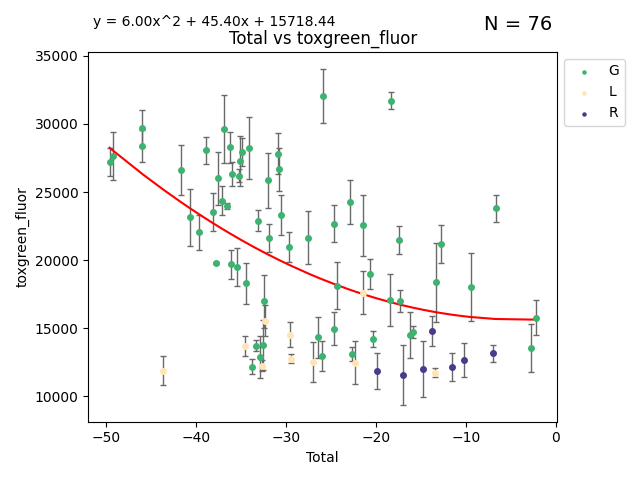 y = 6.00x^2 + 45.40x + 15718.44
N = 76
Total vs toxgreen_fluor
35000
30000
25000
20000
15000
10000
toxgreen_fluor
−50
−40
−30
−20
−10
0
Total
G
L
R